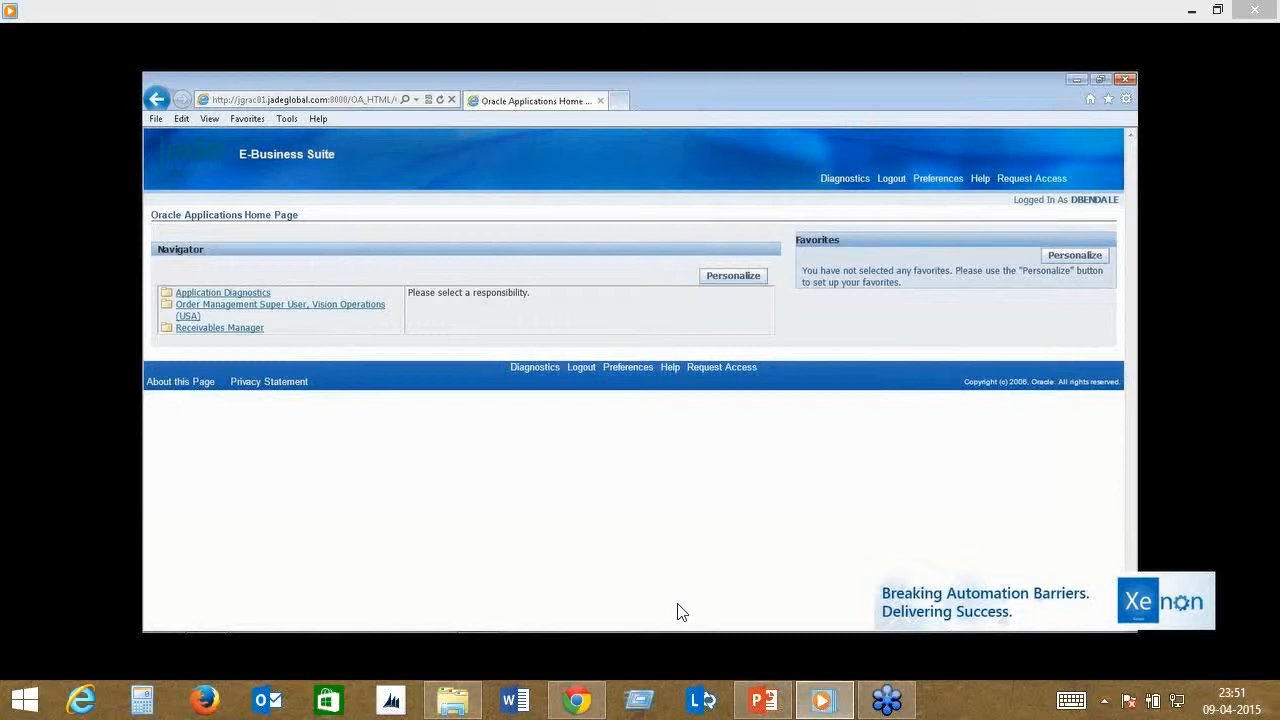 http://jgrac01.jadeglobal.com:8000/OA_HTML/
Oracle Applications Home ...
File Edit View Favorites Tools Help
E-Business Suite
Diagnostics Logout Preferences Help Request Access
Logged In As DBENDALE
Oracle Applications Home Page
Favorites
Navigator
Personalize
You have not selected any favorites. Please use the "Personalize" button
to set up your favorites.
Personalize
Application Diagnostics
Please select a responsibility.
Order Management Super User, Vision Operations
(USA)
Receivables Manager
Diagnostics Logout Preferences Help Request Access
About this Page Privacy Statement
Copyright (c) 2006, Oracle. All rights reserved.
Breaking Automation Barriers.
Delivering Success.
Xenon
23:51
09-04-2015